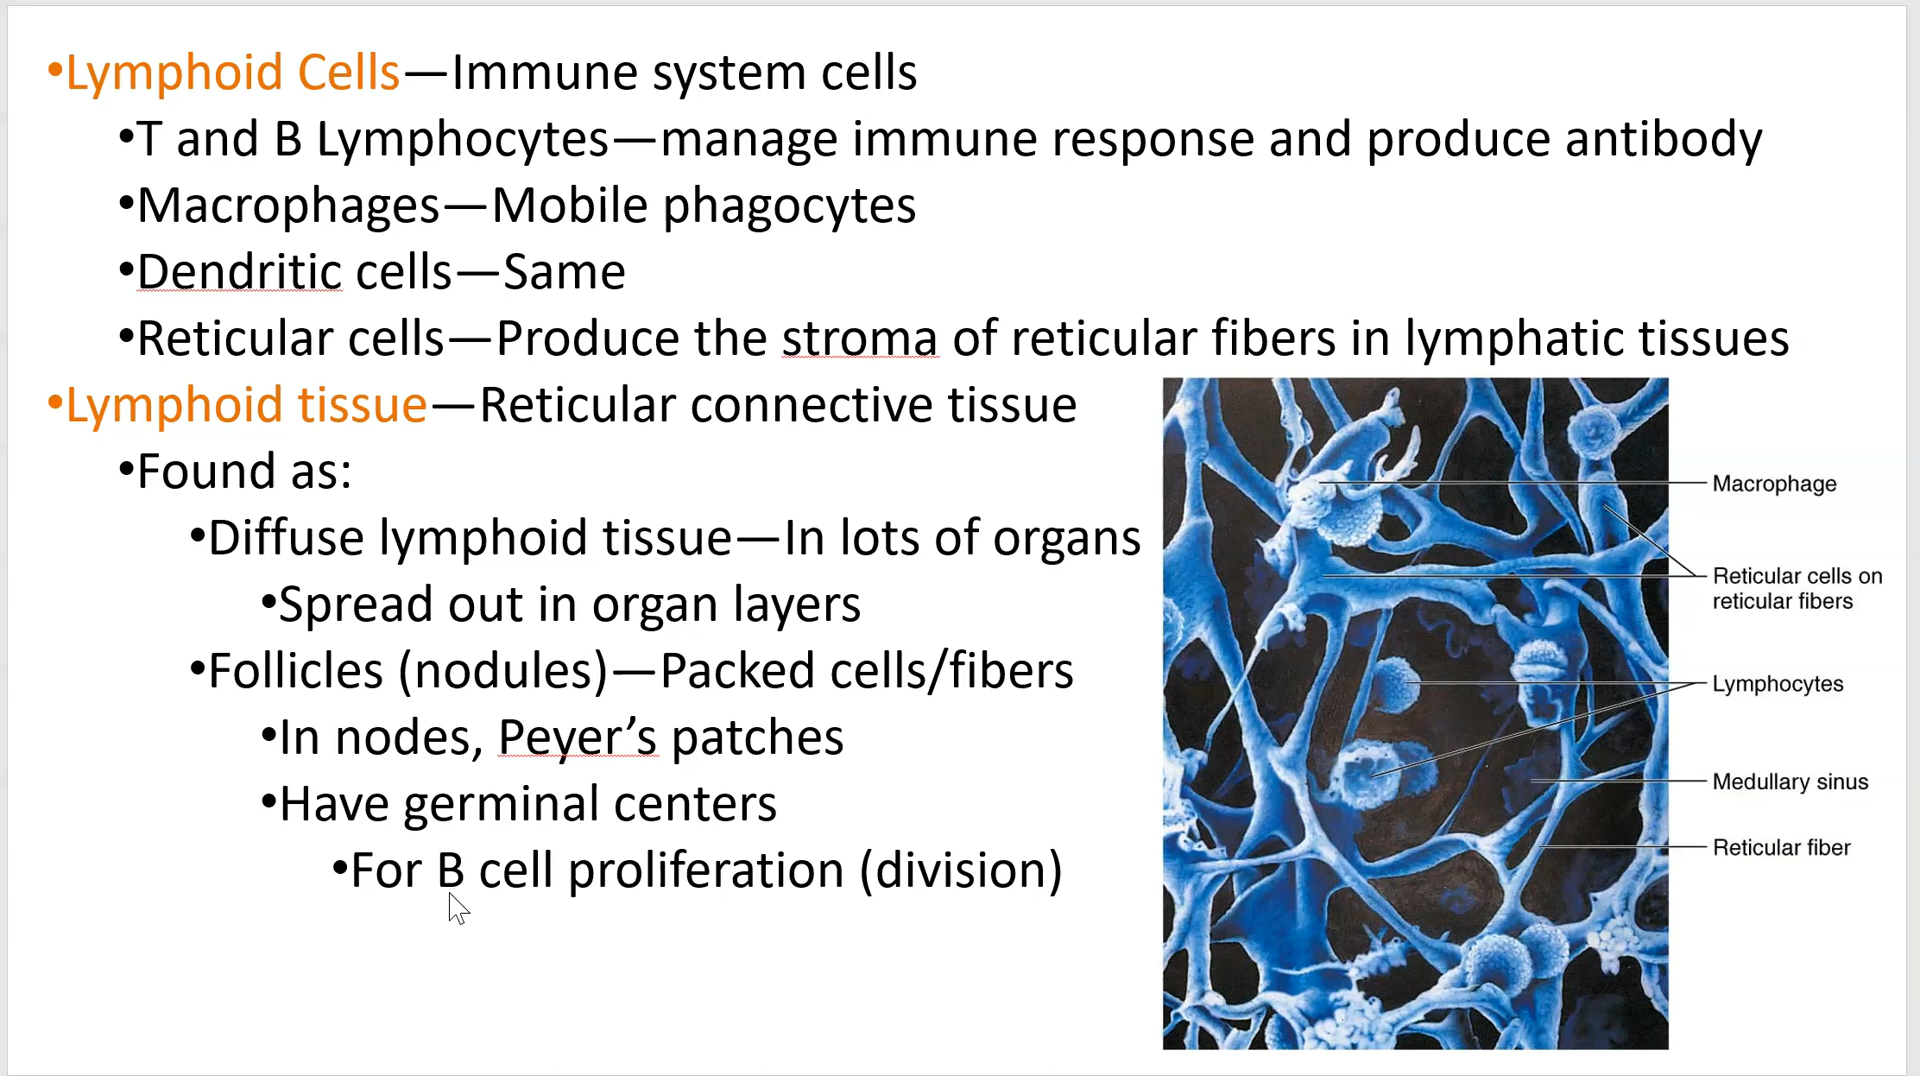 •Lymphoid Cells—Immune system cells
•T and B Lymphocytes—manage immune response and produce antibody
•Macrophages—Mobile phagocytes
•Dendritic cells—Same
•Reticular cells—Produce the stroma of reticular fibers in lymphatic tissues
•Lymphoid tissue—Reticular connective tissue
•Found as:
•Diffuse lymphoid tissue—In lots of organs
•Spread out in organ layers
•Follicles (nodules)—Packed cells/fibers
•In nodes, Peyer’s patches
•Have germinal centers
•For B cell proliferation (division)
Macrophage
Reticular cells on
reticular fibers
Lymphocytes
Medullary sinus
Reticular fiber